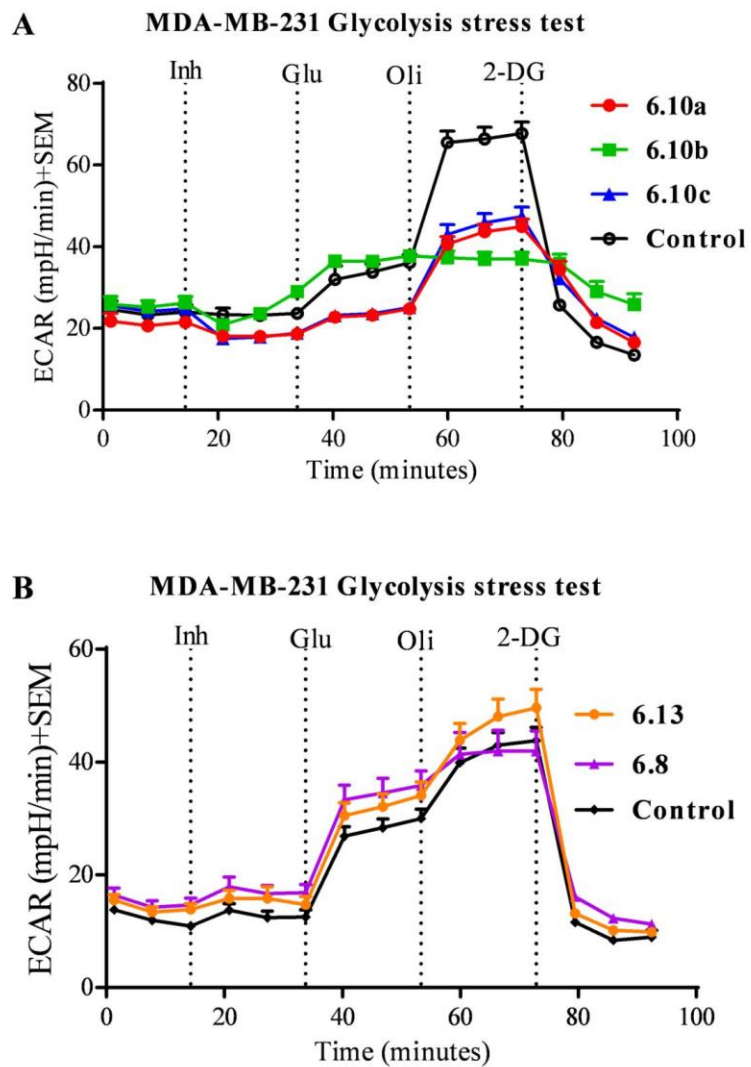 A
MDA-MB-231 Glycolysis stress test
Inh Glu Oli 2-DG
80
60
40
20
0
ECAR (mpH/min)+SEM
6.10a
6.10b
6.10c
Control
0 20 40 60 80 100
Time (minutes)
B
MDA-MB-231 Glycolysis stress test
Inh Glu Oli 2-DG
60
40
20
0
ECAR (mpH/min)+SEM
6.13
6.8
Control
0 20 40 60 80 100
Time (minutes)